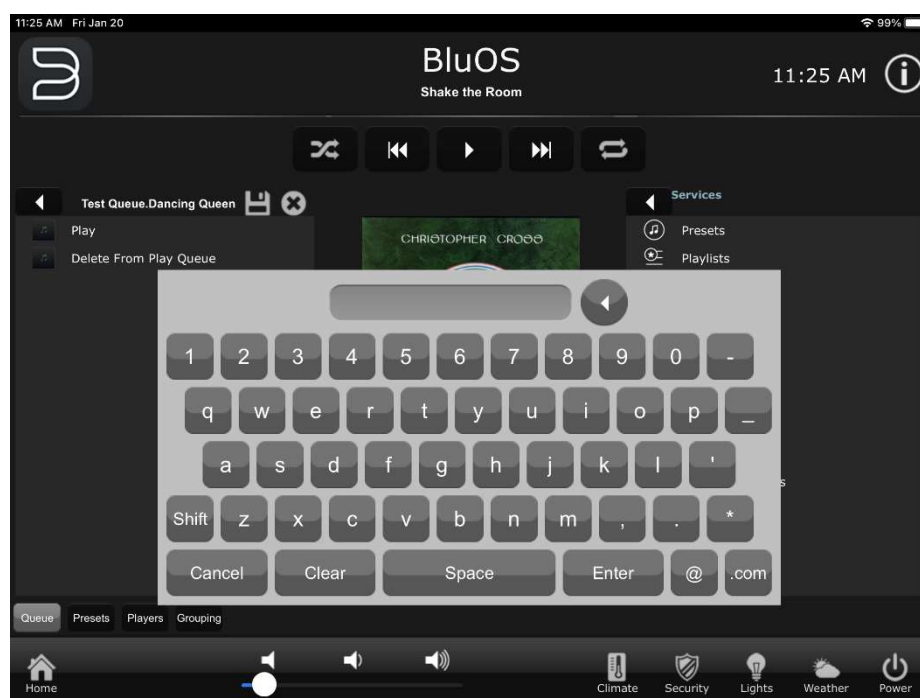 11:25 AM Fri Jan 20
99%
BluOS
Shake the Room
11:25 AM
Test Queue.Dancing Queen
Services
Play
Delete From Play Queue
CHRISTOPHER CROSS
Presets
Playlists
1 2 3 4 5 6 7 8 9 0 -
q w e r t y u i o p _
a s d f g h j k l '
s
Shift z x c v b n m , . *
Cancel Clear Space Enter @ .com
Queue Presets Players Grouping
Home Climate Security Lights Weather Power